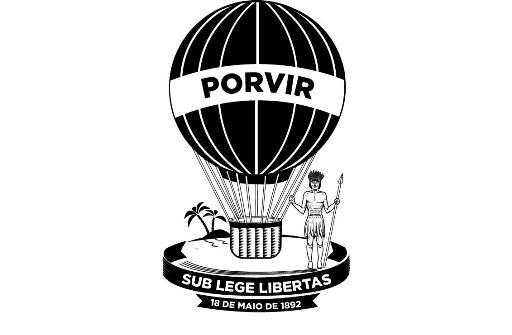 PORVIR
SUB LEGE LIBERTAS
18 DE MAIO DE 1892